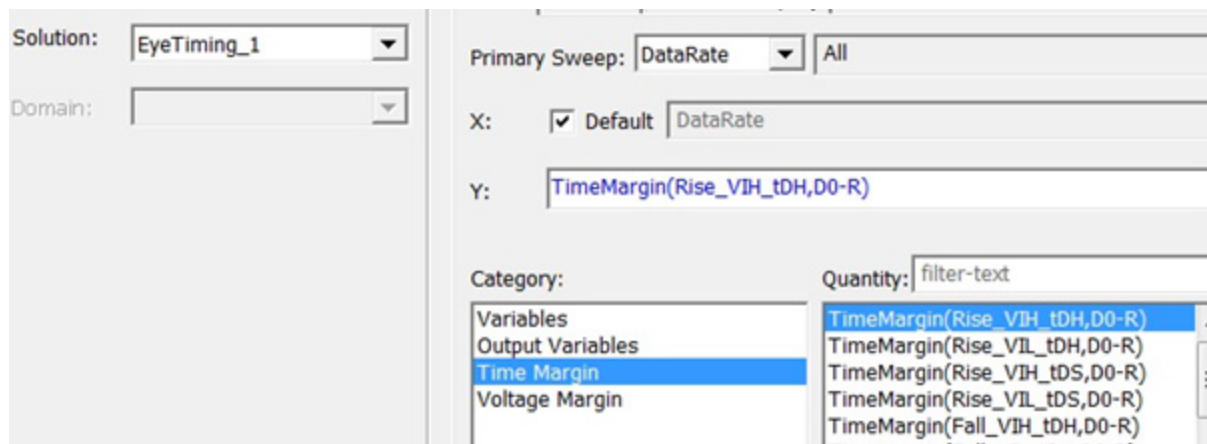 Solution: EyeTiming_1
Domain:
Primary Sweep: DataRate All
X: Default DataRate
Y: TimeMargin(Rise_VIH_tDH,D0-R)
Category:
Variables
Output Variables
Time Margin
Voltage Margin
Quantity: filter-text
TimeMargin(Rise_VIH_tDH,D0-R)
TimeMargin(Rise_VIL_tDH,D0-R)
TimeMargin(Rise_VIH_tDS,D0-R)
TimeMargin(Rise_VIL_tDS,D0-R)
TimeMargin(Fall_VIH_tDH,D0-R)